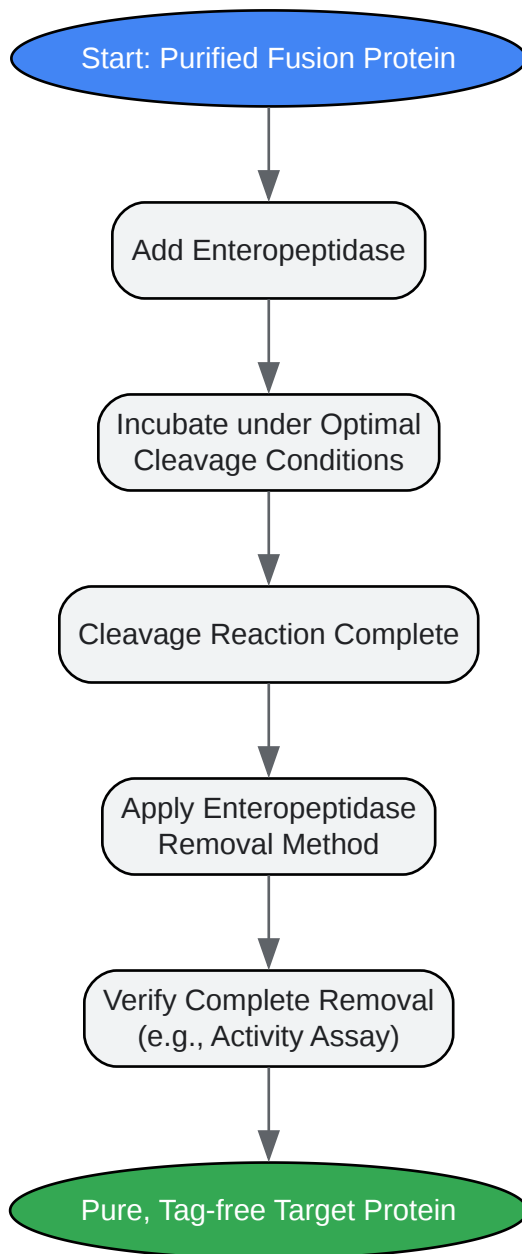 Start: Purified Fusion Protein
Add Enteropeptidase
Incubate under Optimal
Cleavage Conditions
Cleavage Reaction Complete
Apply Enteropeptidase
Removal Method
Verify Complete Removal
(e.g., Activity Assay)
Pure, Tag-free Target Protein